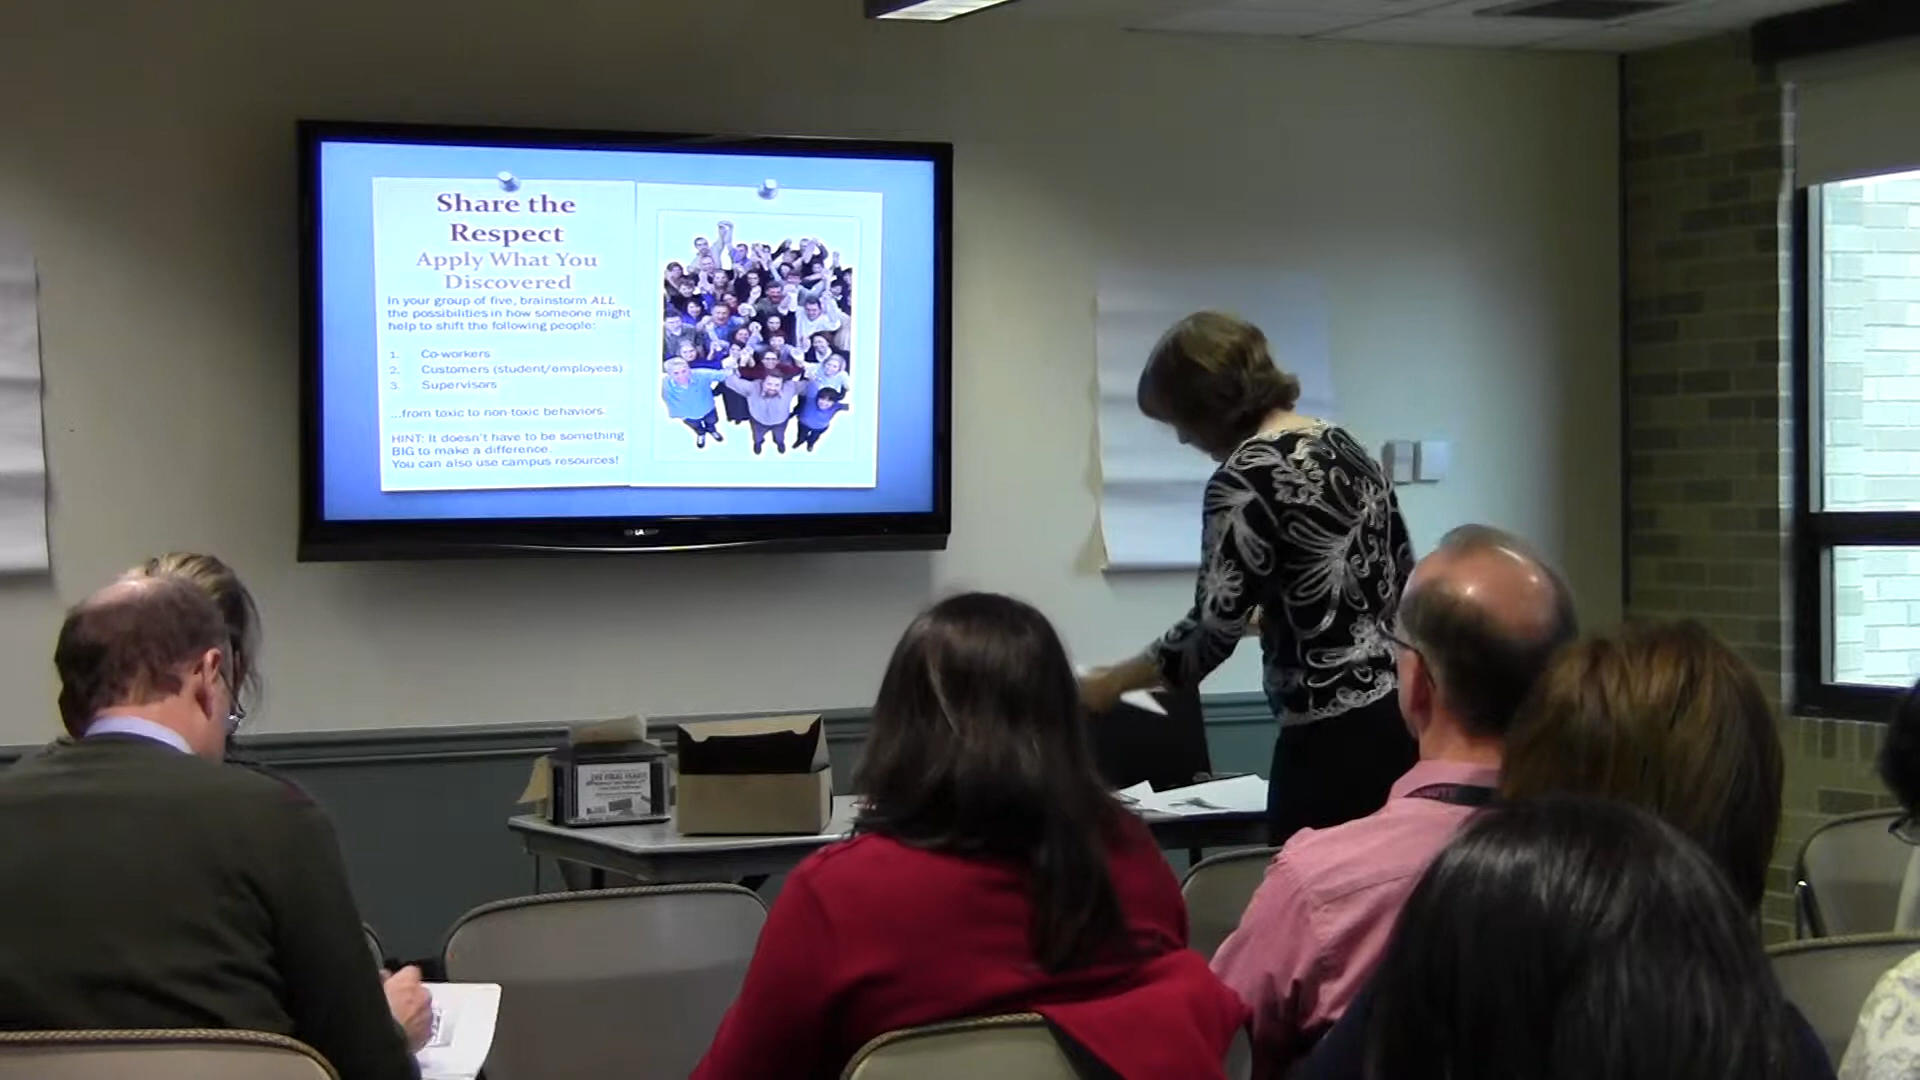 Share the
Respect
Apply What You
Discovered
In your group of five, brainstorm ALL
the possibilities in how someone might
help to shift the following people:
1. Co-workers
2. Customers (student/employees)
3. Supervisors
...from toxic to non-toxic behaviors.
HINT: It doesn't have to be something
BIG to make a difference.
You can also use campus resources!